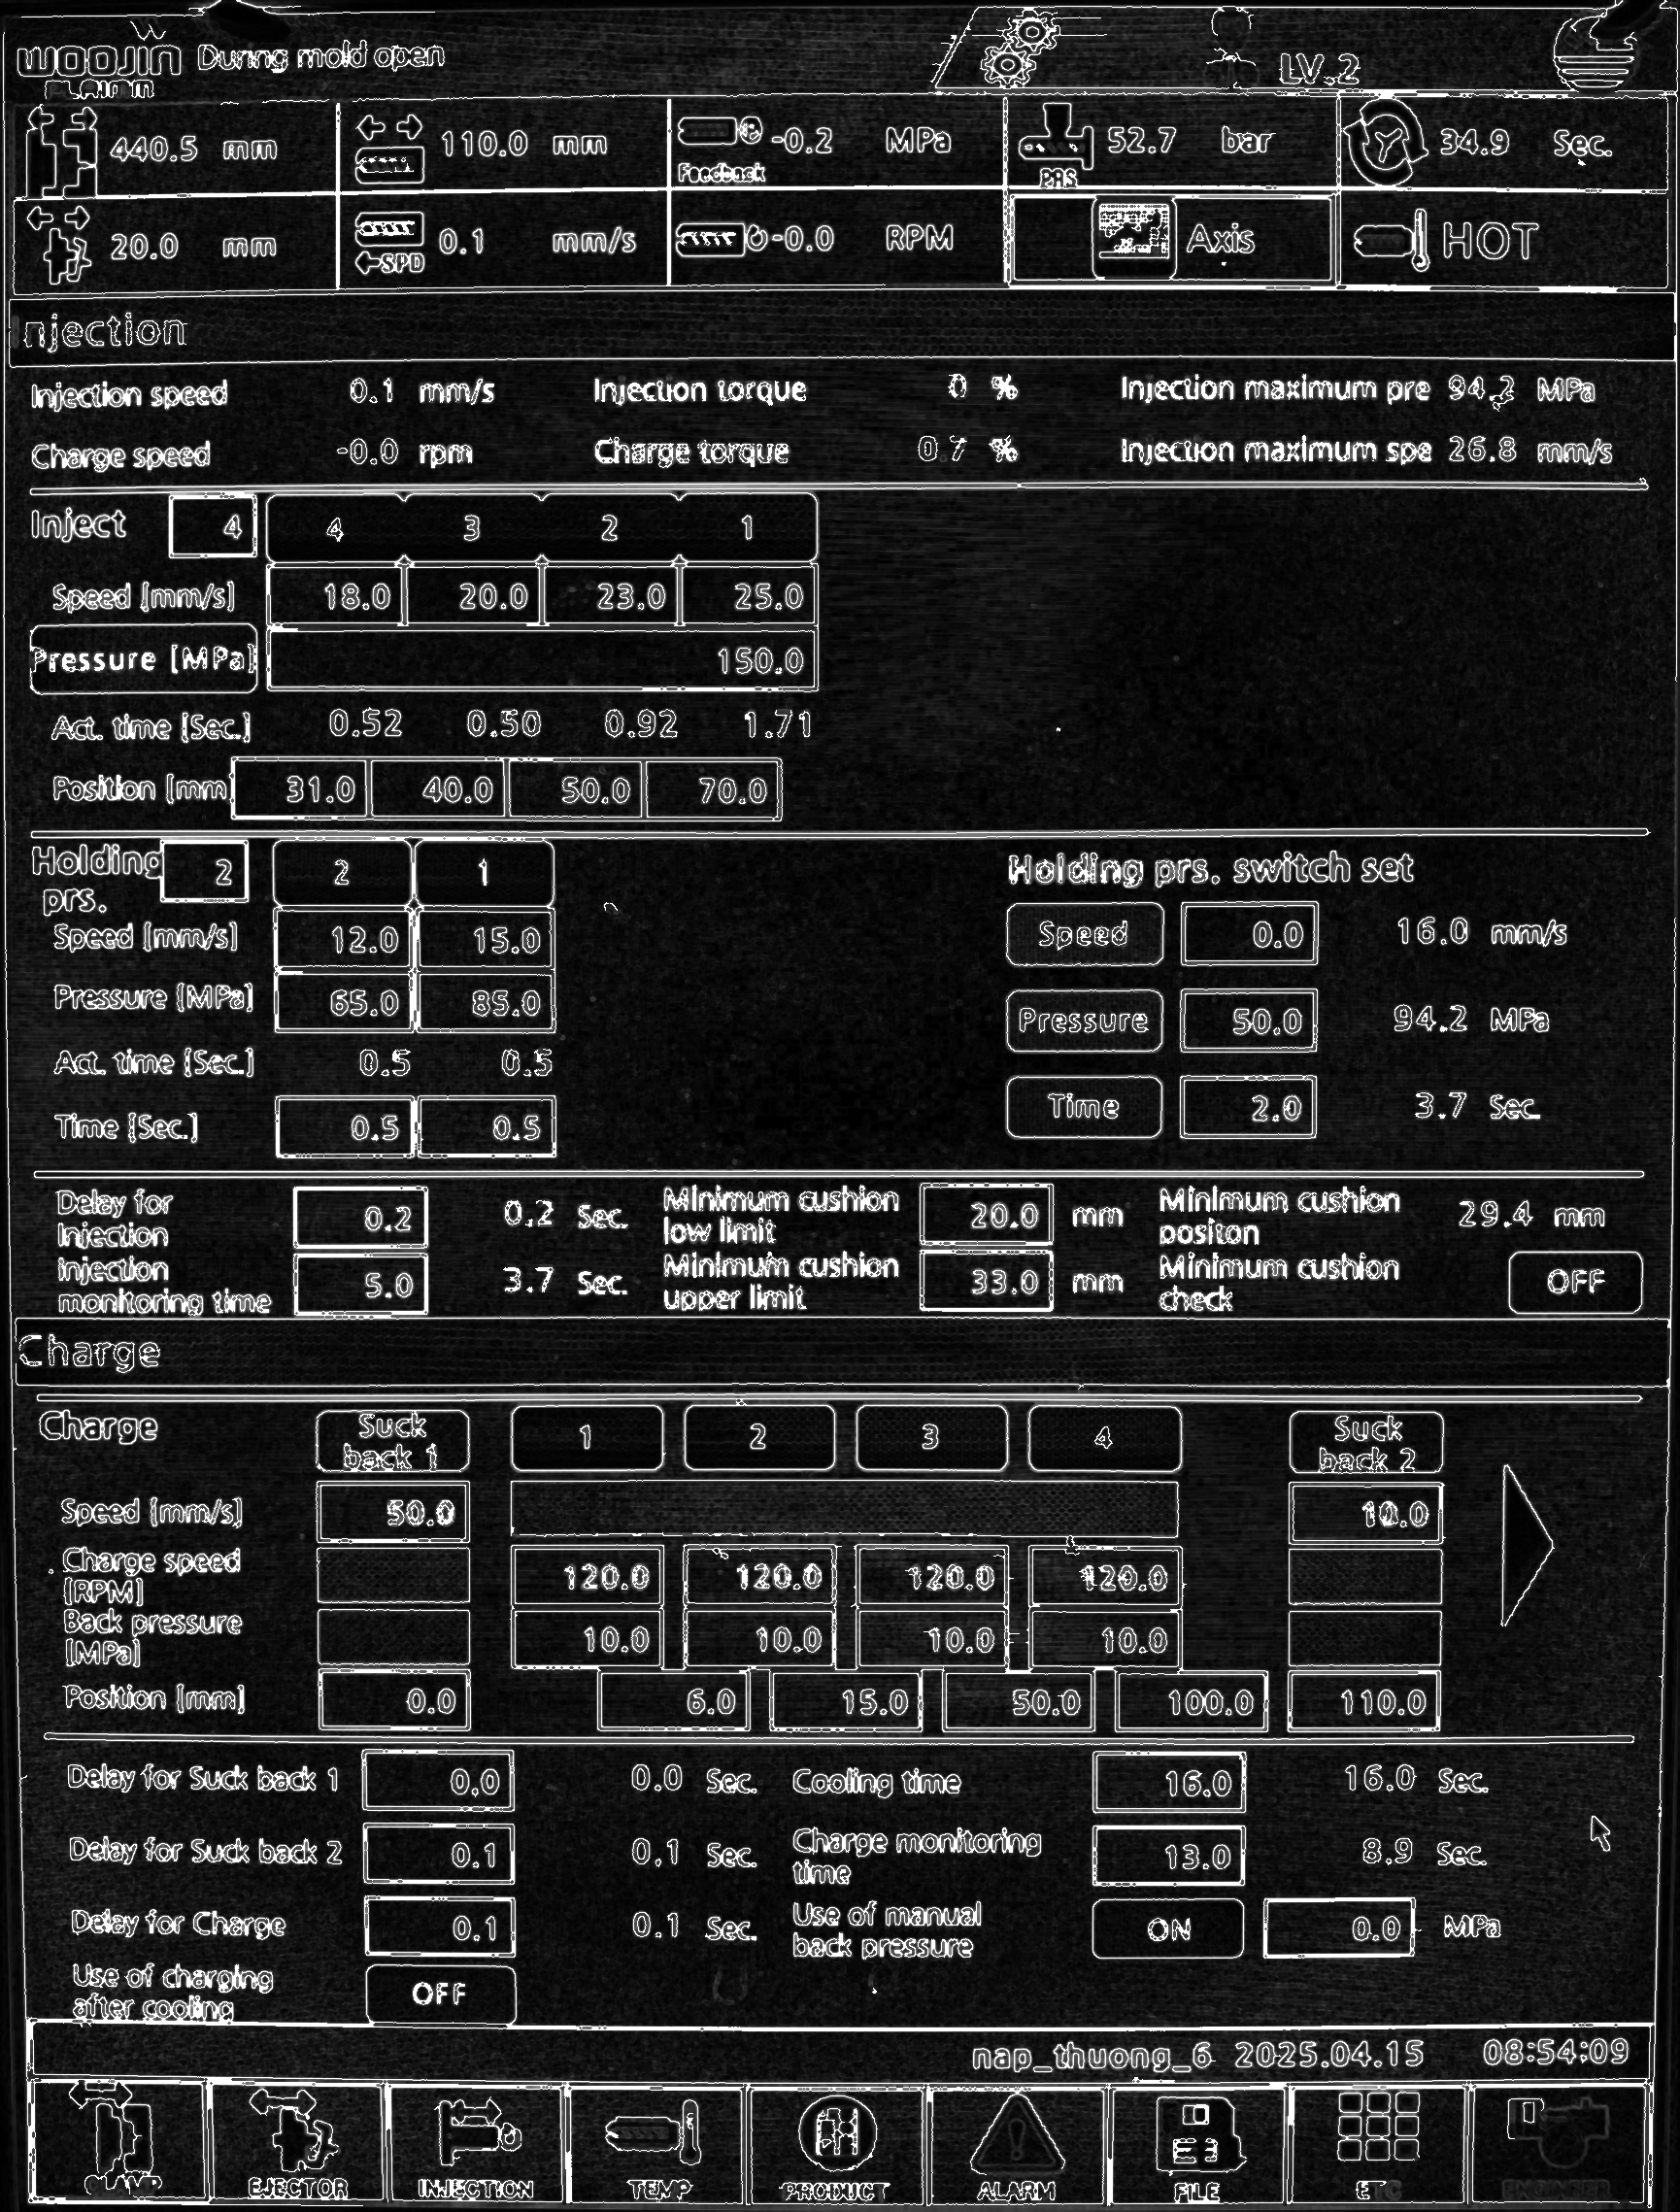 WOOJIN During mold open LV.2
PLAIMM
440.5 mm 110.0 mm -0.2 MPa 52.7 bar 34.9 Sec.
Feedback PRS
20.0 mm 0.1 mm/s -0.0 RPM Axis HOT
SPD
Injection
Injection speed 0.1 mm/s Injection torque 0 % Injection maximum pre 94.2 MPa
Charge speed -0.0 rpm Charge torque 0.7 % Injection maximum spe 26.8 mm/s
Inject 4 4 3 2 1
Speed [mm/s] 18.0 20.0 23.0 25.0
Pressure [MPa] 150.0
Act. time [Sec.] 0.52 0.50 0.92 1.71
Position [mm] 31.0 40.0 50.0 70.0
Holding prs. 2 2 1 Holding prs. switch set
Speed [mm/s] 12.0 15.0 Speed 0.0 16.0 mm/s
Pressure [MPa] 65.0 85.0 Pressure 50.0 94.2 MPa
Act. time [Sec.] 0.5 0.5
Time [Sec.] 0.5 0.5 Time 2.0 3.7 Sec.
Delay for Injection 0.2 0.2 Sec. Minimum cushion low limit 20.0 mm Minimum cushion positon 29.4 mm
Injection monitoring time 5.0 3.7 Sec. Minimum cushion upper limit 33.0 mm Minimum cushion check OFF
Charge
Charge Suck back 1 1 2 3 4 Suck back 2
Speed [mm/s] 50.0 10.0
Charge speed [RPM] 120.0 120.0 120.0 120.0
Back pressure [MPa] 10.0 10.0 10.0 10.0
Position [mm] 0.0 6.0 15.0 50.0 100.0 110.0
Delay for Suck back 1 0.0 0.0 Sec. Cooling time 16.0 16.0 Sec.
Delay for Suck back 2 0.1 0.1 Sec. Charge monitoring time 13.0 8.9 Sec.
Delay for Charge 0.1 0.1 Sec. Use of manual back pressure ON 0.0 MPa
Use of charging after cooling OFF
nap_thuong_6 2025.04.15 08:54:09
CLAMP EJECTOR INJECTION TEMP PRODUCT ALARM FILE ETC ENGINEER